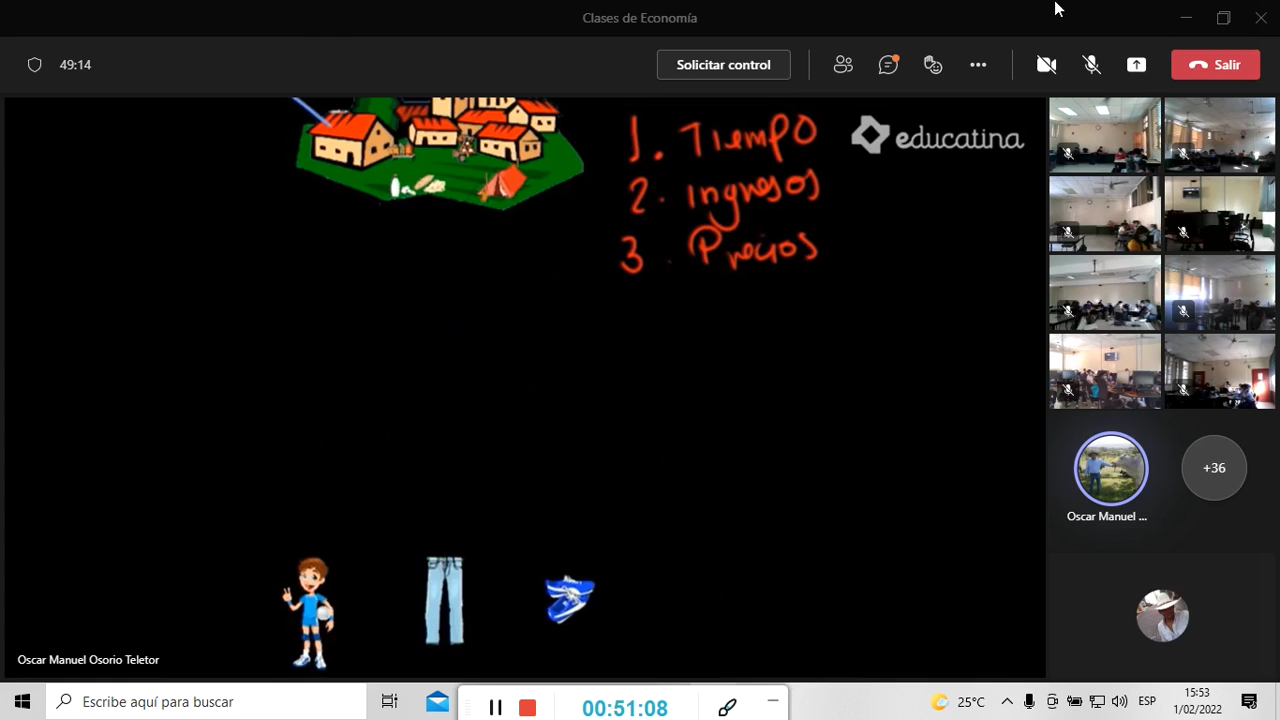 Clases de Economía
49:14
Solicitar control
Salir
1. Tiempo
2. Ingresos
3. Precios
educatina
+36
Oscar Manuel ...
Oscar Manuel Osorio Teletor
Escribe aquí para buscar
00:51:08
25°C
ESP
15:53
1/02/2022